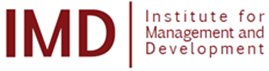 IMD
Institute for
Management and
Development